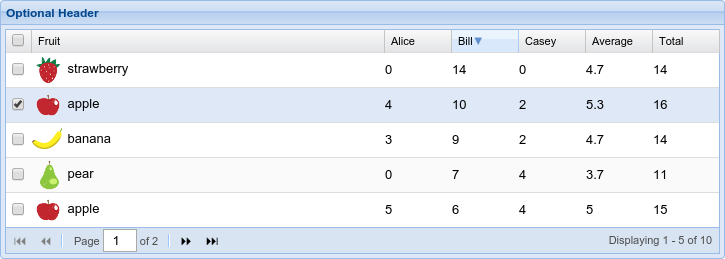 Optional Header
Fruit Alice Bill Casey Average Total
strawberry 0 14 0 4.7 14
apple 4 10 2 5.3 16
banana 3 9 2 4.7 14
pear 0 7 4 3.7 11
apple 5 6 4 5 15
Page 1 of 2 Displaying 1 - 5 of 10